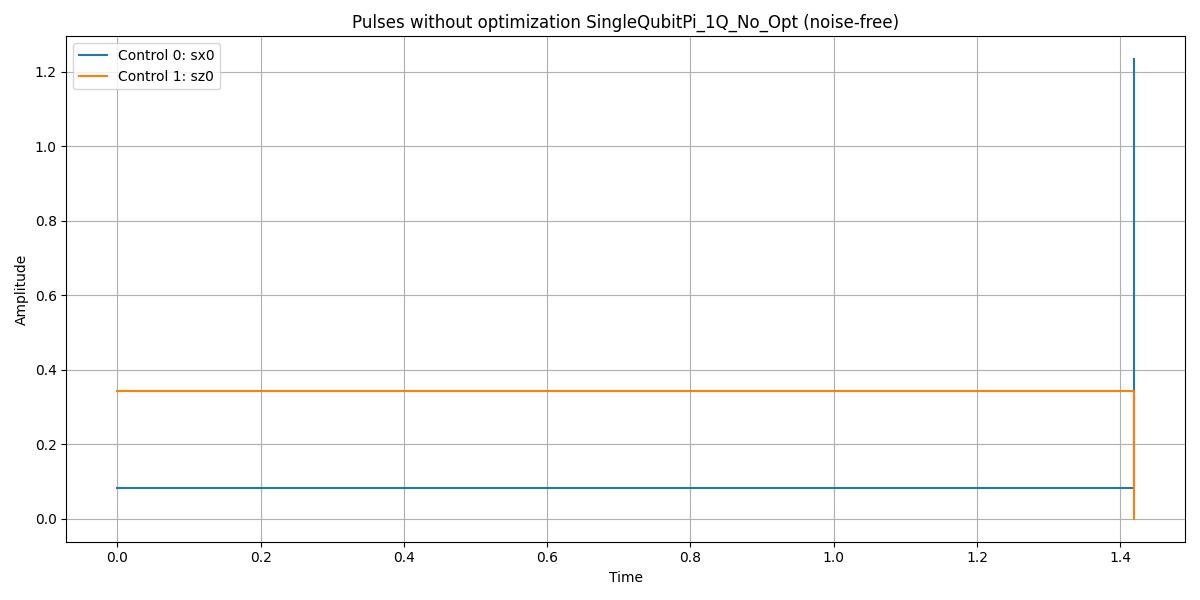 Pulses without optimization SingleQubitPi_1Q_No_Opt (noise-free)
Control 0: sx0
Control 1: sz0
1.2
1.0
0.8
0.6
0.4
0.2
0.0
Amplitude
0.0 0.2 0.4 0.6 0.8 1.0 1.2 1.4
Time